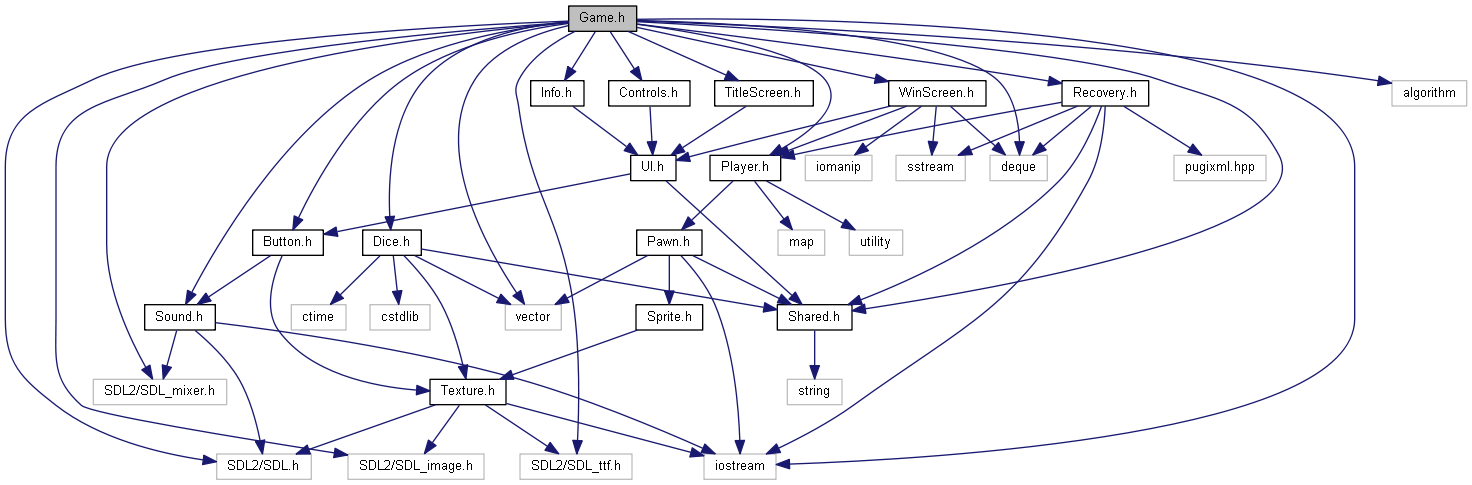 Game.h
Info.h
Controls.h
TitleScreen.h
WinScreen.h
Recovery.h
algorithm
UI.h
Player.h
iomanip
sstream
deque
pugixml.hpp
Button.h
Dice.h
Pawn.h
map
utility
Sound.h
ctime
cstdlib
vector
Sprite.h
Shared.h
SDL2/SDL_mixer.h
Texture.h
string
SDL2/SDL.h
SDL2/SDL_image.h
SDL2/SDL_ttf.h
iostream